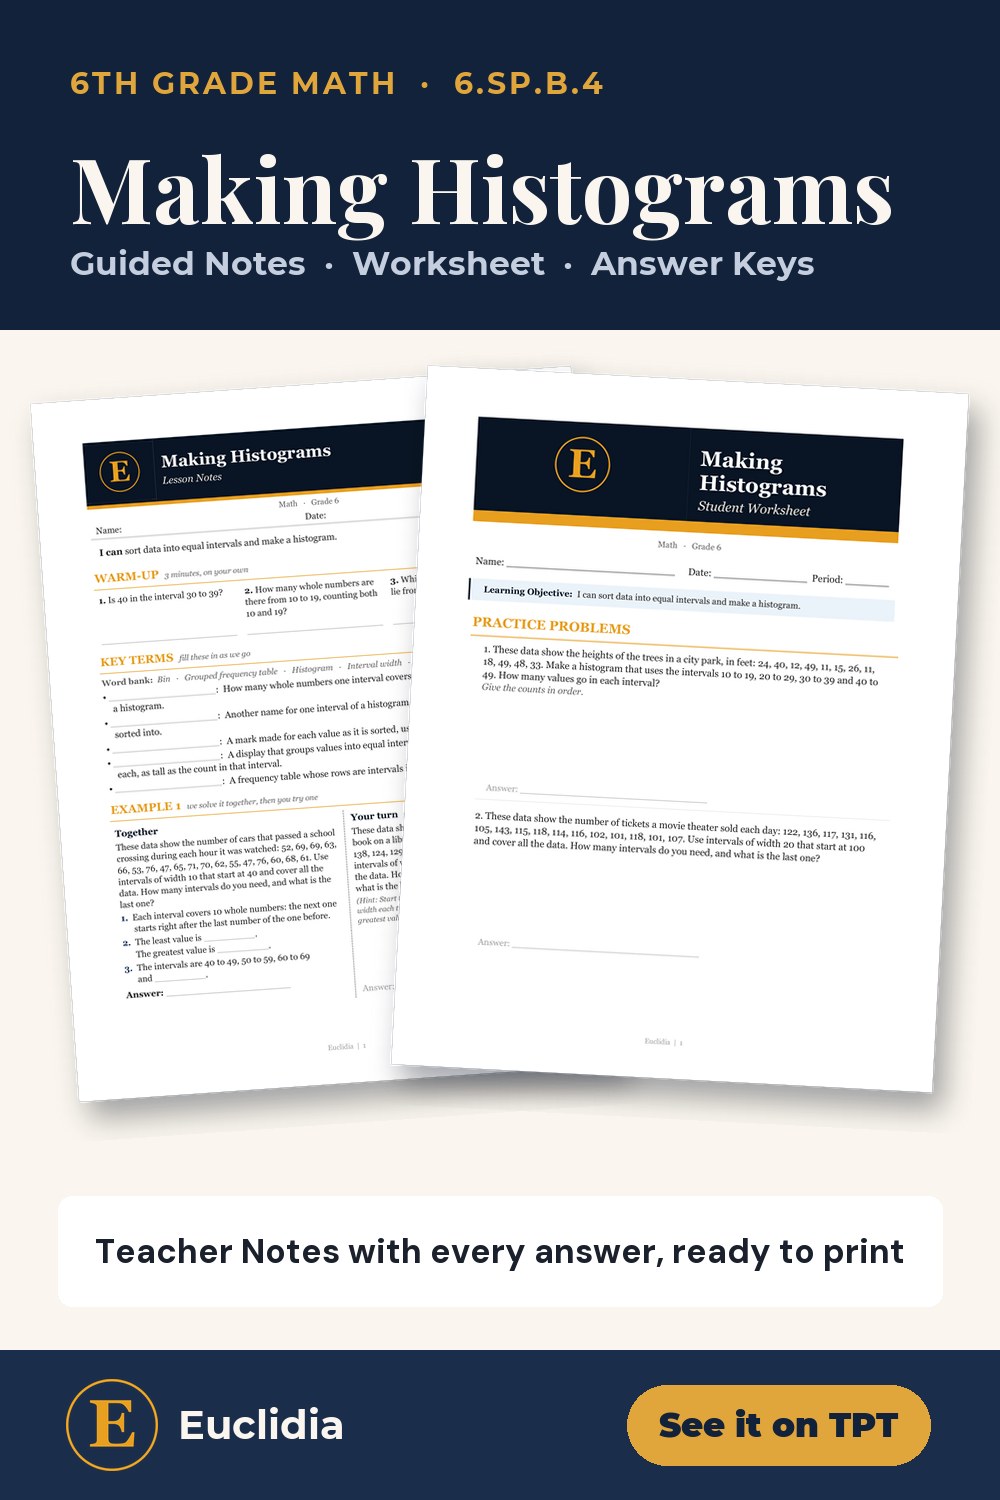 6TH GRADE MATH · 6.SP.B.4
Making Histograms
Guided Notes · Worksheet · Answer Keys
E
Making Histograms
Lesson Notes
Math · Grade 6
Name:
Date:
I can sort data into equal intervals and make a histogram.
WARM-UP 3 minutes, on your own
1. Is 40 in the interval 30 to 39?
2. How many whole numbers are
there from 10 to 19, counting both
10 and 19?
3.
lie from
KEY TERMS fill these in as we go
Word bank: Bin · Grouped frequency table · Histogram · Interval width ·
• : How many whole numbers one interval covers
a histogram.
• : Another name for one interval of a histogram
sorted into.
• : A mark made for each value as it is sorted,
• : A display that groups values into equal
each, as tall as the count in that interval.
• : A frequency table whose rows are intervals
EXAMPLE 1 we solve it together, then you try one
Together
These data show the number of cars that passed a school
crossing during each hour it was watched: 52, 69, 69, 63,
66, 53, 76, 47, 65, 71, 70, 62, 55, 47, 76, 60, 68, 61. Use
intervals of width 10 that start at 40 and cover all the
data. How many intervals do you need, and what is the
last one?
1. Each interval covers 10 whole numbers: the next one
starts right after the last number of the one before.
2. The least value is .
The greatest value is .
3. The intervals are 40 to 49, 50 to 59, 60 to 69
and .
Answer:
Your turn
These data
book on a
138, 124,
intervals of
the data.
what is the
(Hint: Start
width each
greatest
Answer:
Euclidia | 1
E
Making
Histograms
Student Worksheet
Math · Grade 6
Name: Date: Period:
Learning Objective: I can sort data into equal intervals and make a histogram.
PRACTICE PROBLEMS
1. These data show the heights of the trees in a city park, in feet: 24, 40, 12, 49, 11, 15, 26, 11,
18, 49, 48, 33. Make a histogram that uses the intervals 10 to 19, 20 to 29, 30 to 39 and 40 to
49. How many values go in each interval?
Give the counts in order.
Answer:
2. These data show the number of tickets a movie theater sold each day: 122, 136, 117, 131, 116,
105, 143, 115, 118, 114, 116, 102, 101, 118, 101, 107. Use intervals of width 20 that start at 100
and cover all the data. How many intervals do you need, and what is the last one?
Answer:
Euclidia | 1
Teacher Notes with every answer, ready to print
E
Euclidia
See it on TPT